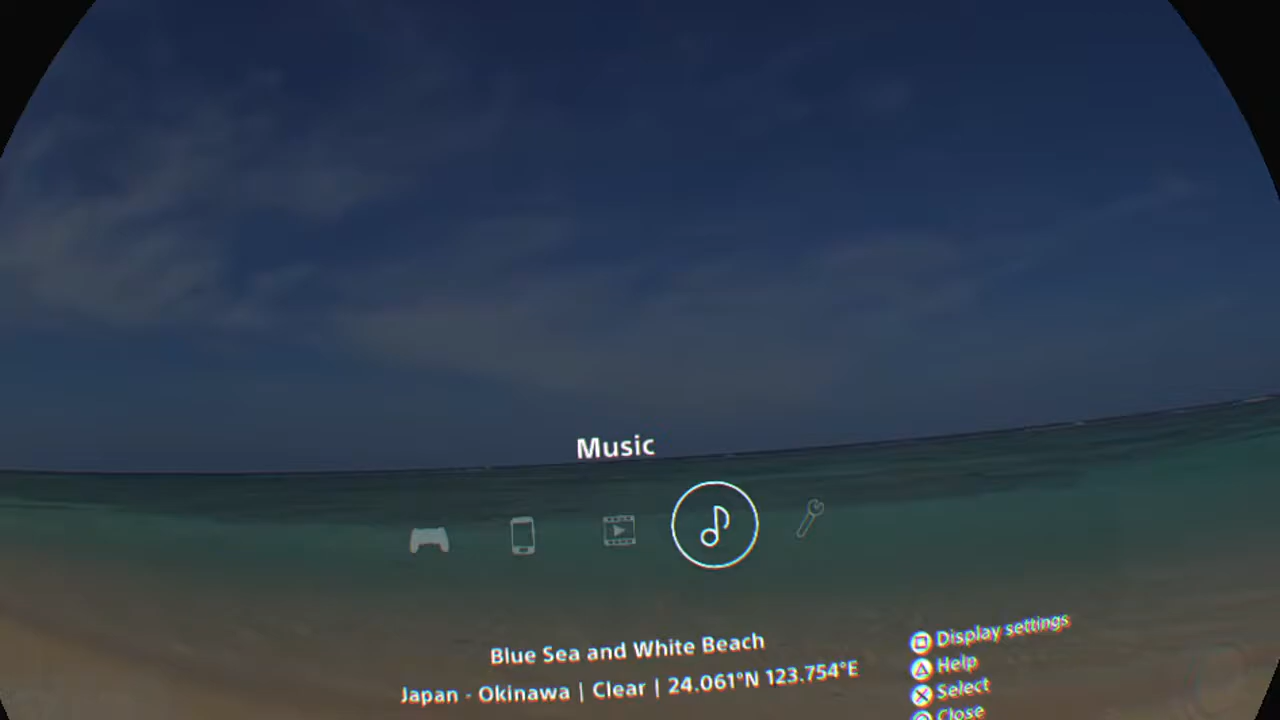 Music
Blue Sea and White Beach
Japan - Okinawa | Clear | 24.061°N 123.754°E
Display settings
Help
Select
Close